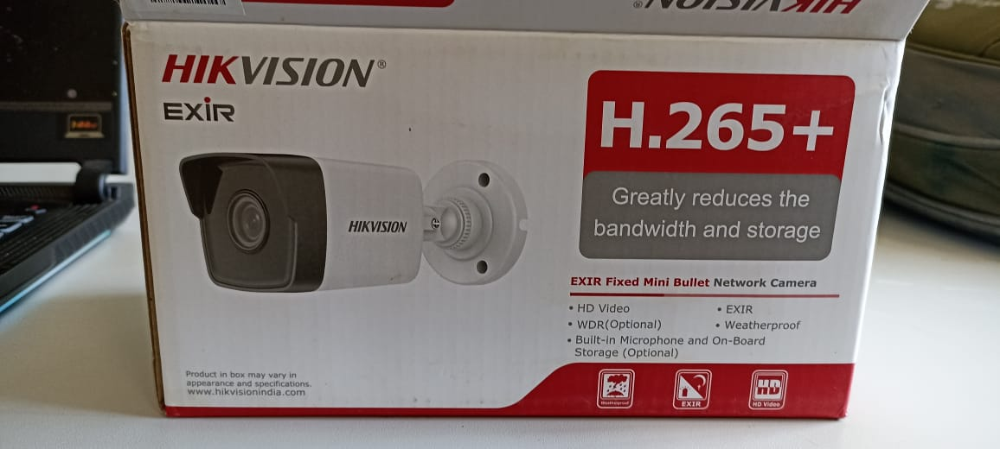 HIKVISION®
HIKVISION®
EXIR
H.265+
Greatly reduces the
bandwidth and storage
HIKVISION
EXIR Fixed Mini Bullet Network Camera
• HD Video
• EXIR
• WDR(Optional)
• Weatherproof
• Built-in Microphone and On-Board
Storage (Optional)
Product in box may vary in
appearance and specifications.
www.hikvisionindia.com
Weatherproof
EXIR
HD
HD Video